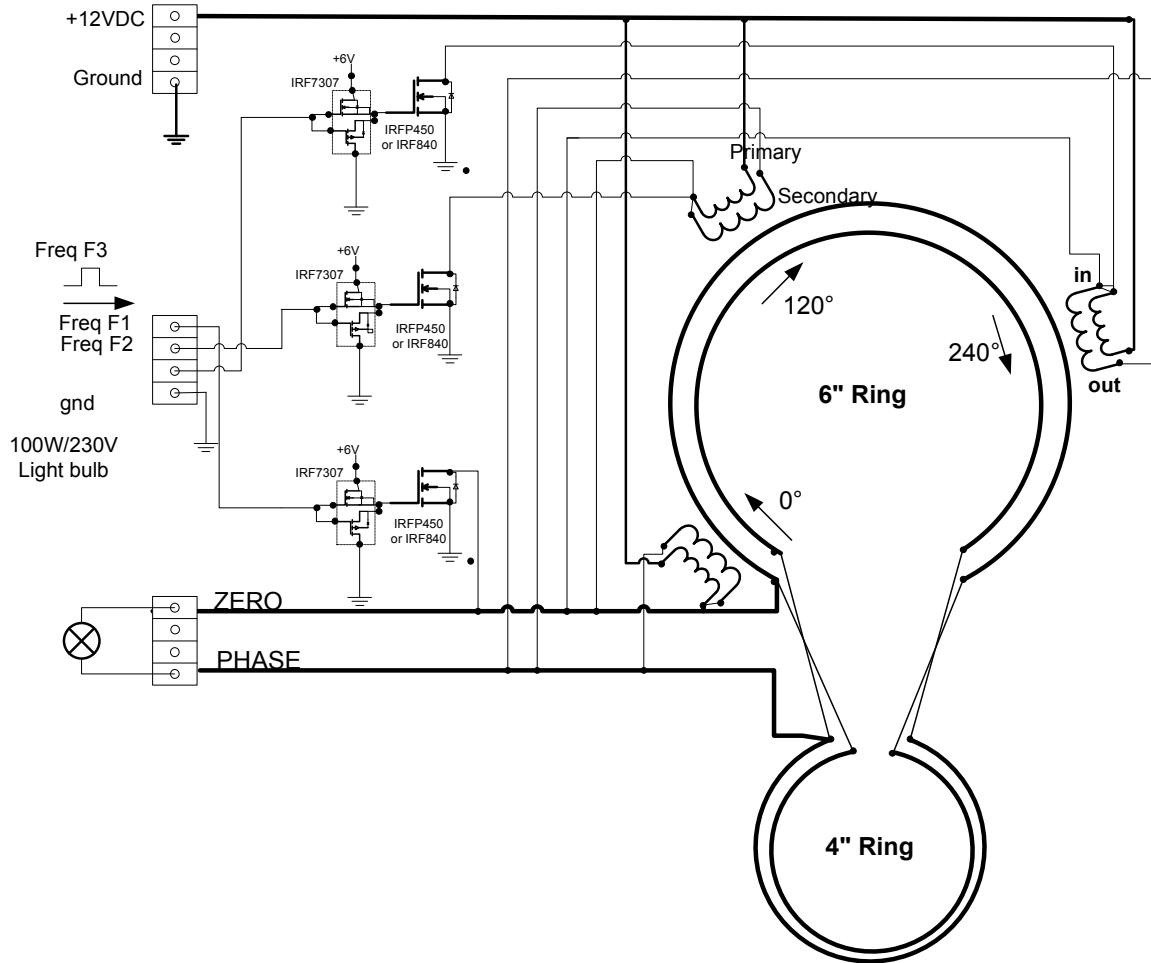 +12VDC
Ground
+6V
IRF7307
IRFP450
or IRF840
Primary
Secondary
Freq F3
+6V
IRF7307
IRFP450
or IRF840
Freq F1
Freq F2
gnd
in
out
120°
240°
6" Ring
0°
100W/230V
Light bulb
+6V
IRF7307
IRFP450
or IRF840
ZERO
PHASE
4" Ring